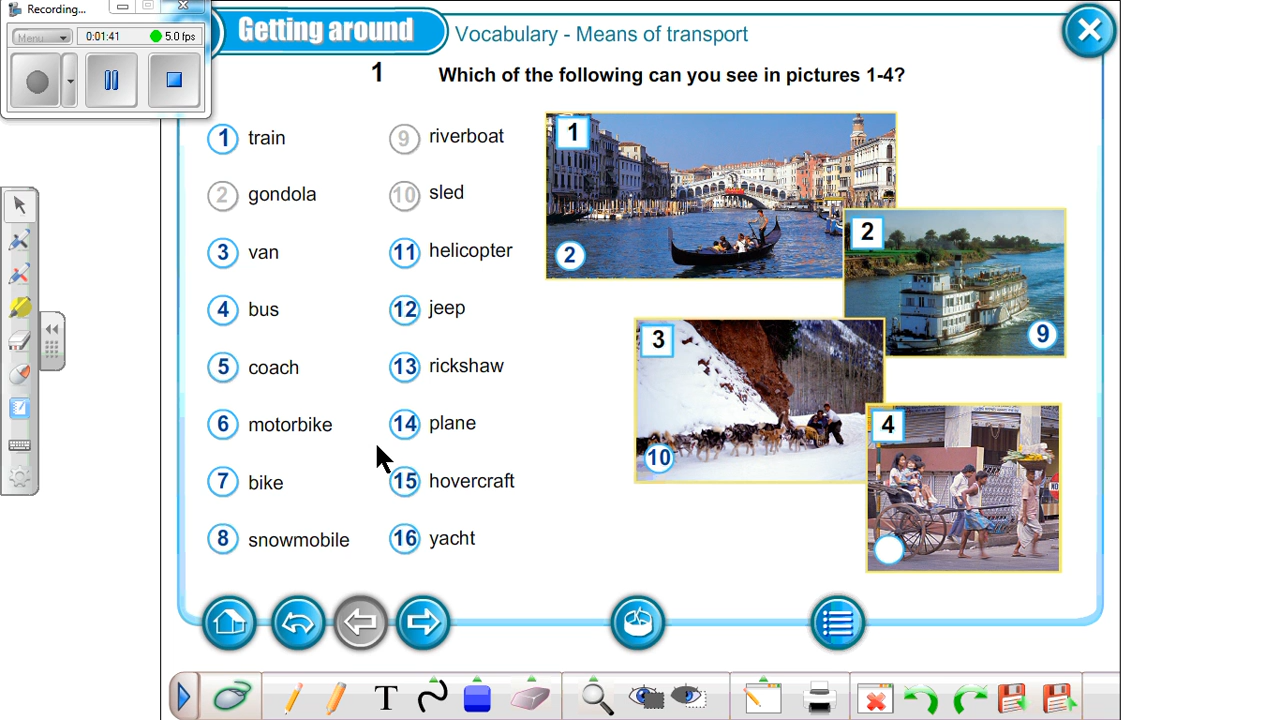 Recording...
Menu
0:01:41
5.0 fps
Getting around
Vocabulary - Means of transport
1 Which of the following can you see in pictures 1-4?
1 train
2 gondola
3 van
4 bus
5 coach
6 motorbike
7 bike
8 snowmobile
9 riverboat
10 sled
11 helicopter
12 jeep
13 rickshaw
14 plane
15 hovercraft
16 yacht
1
2
2
9
3
10
4
NO
T